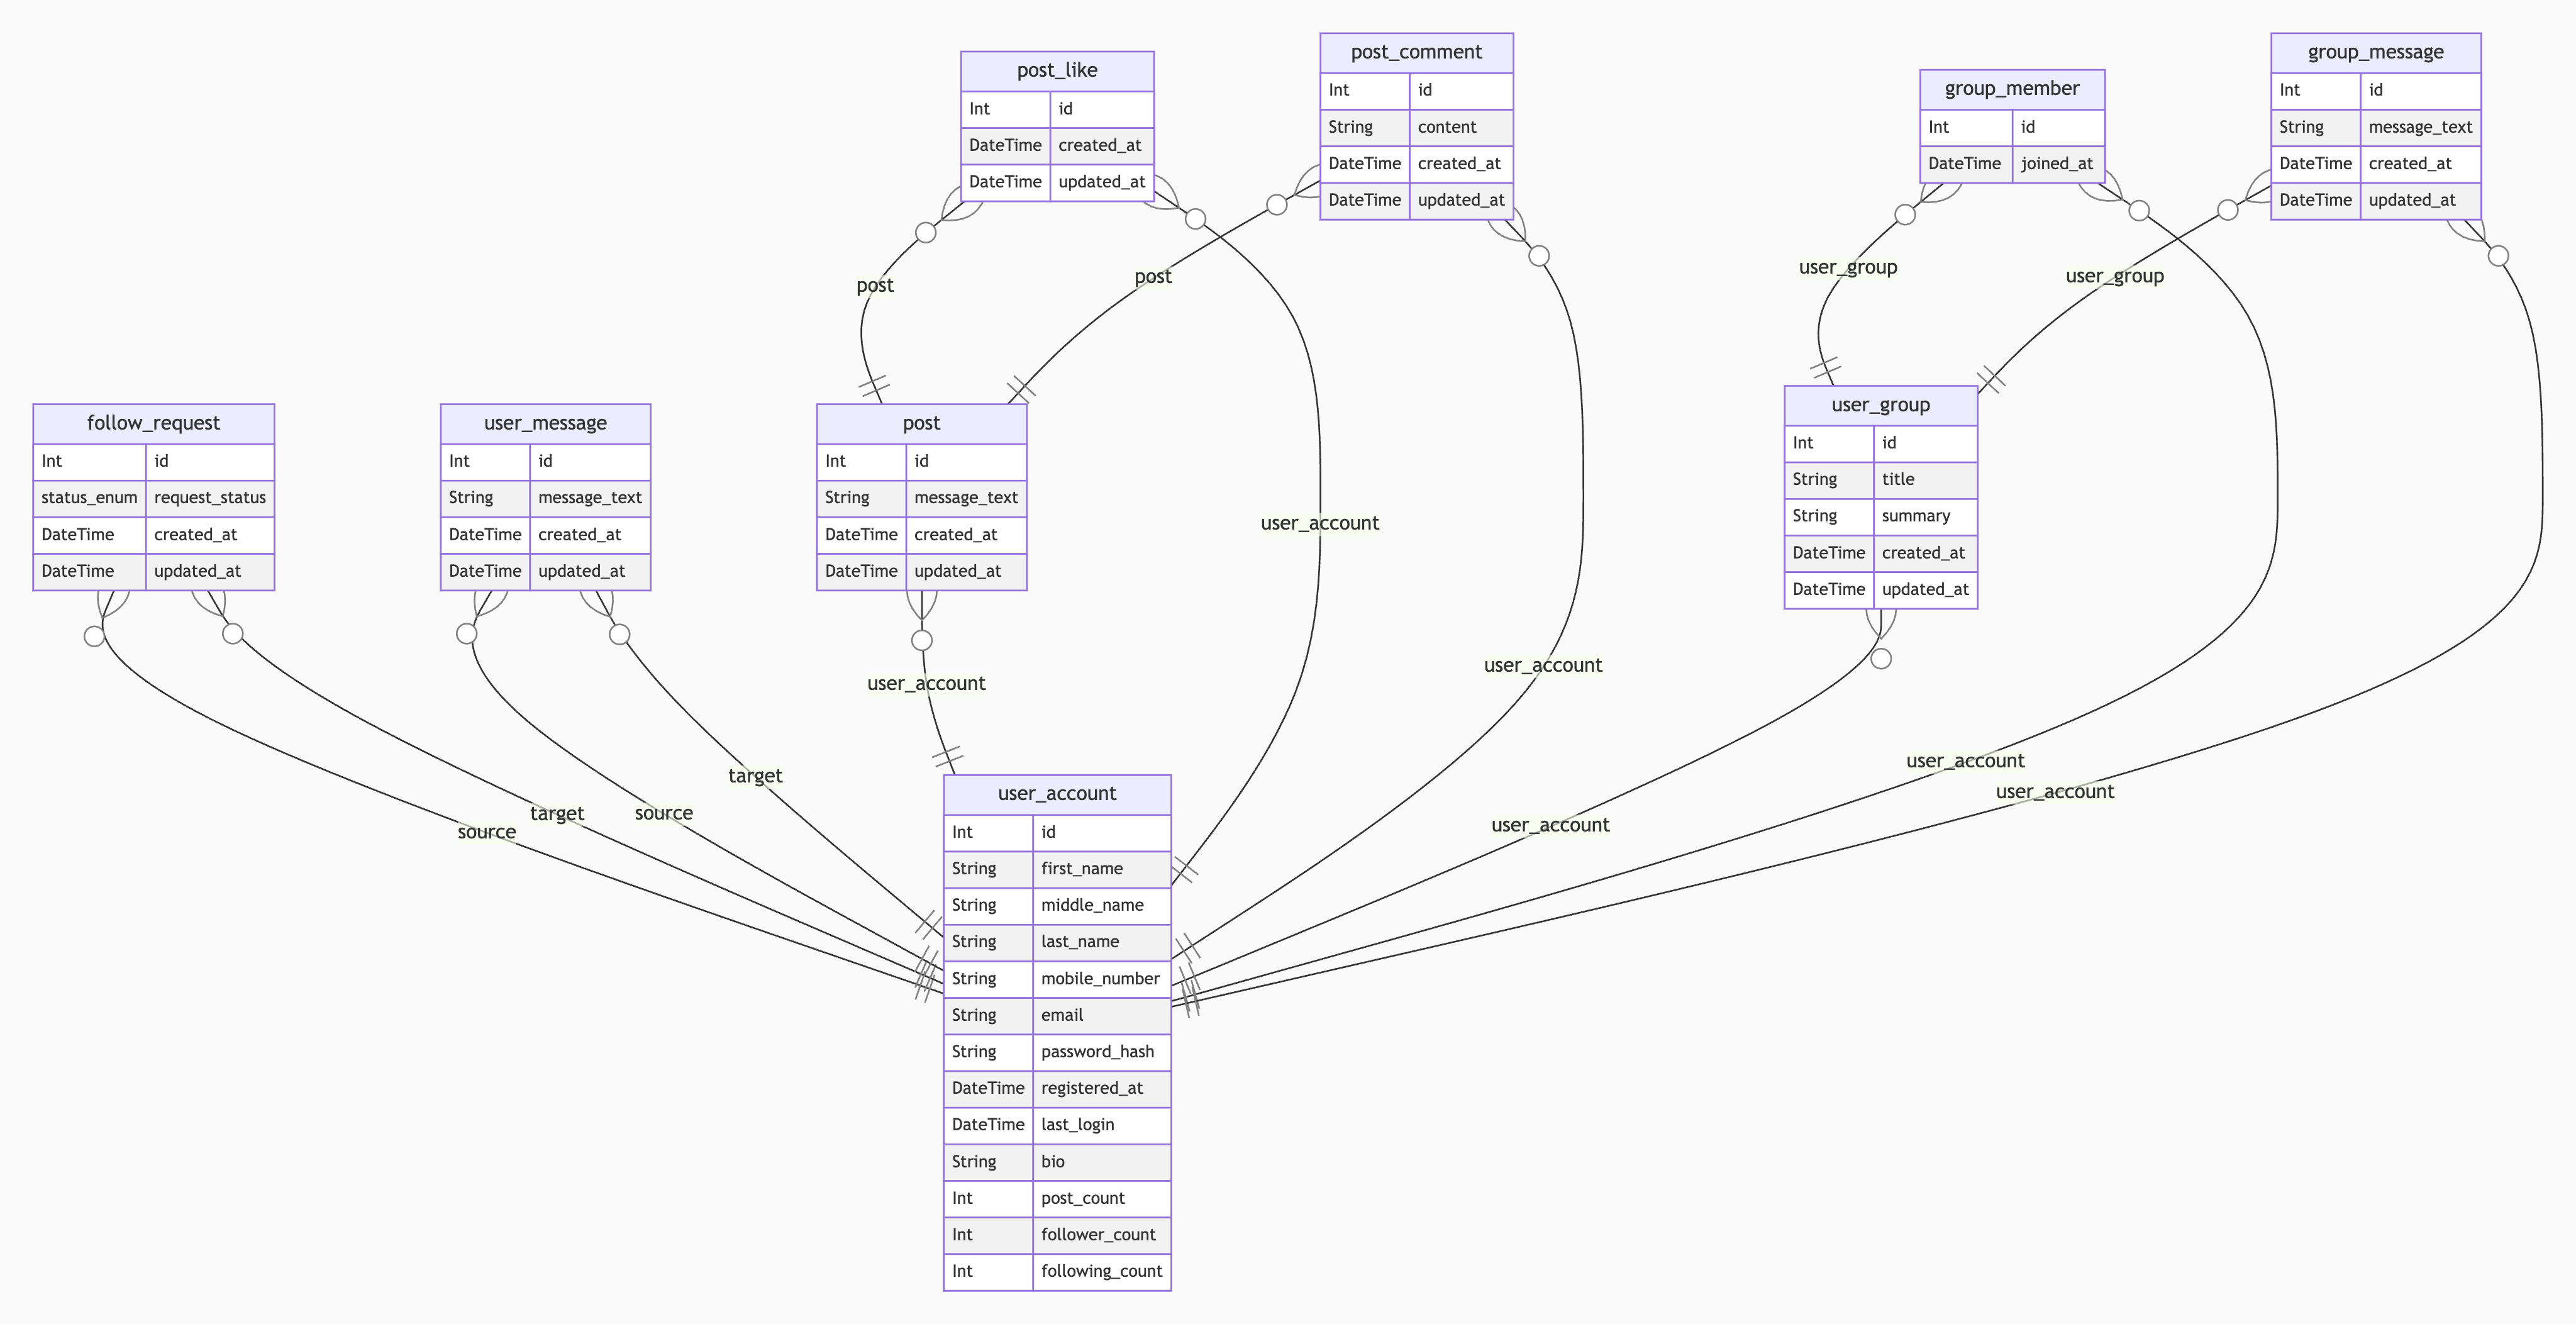 post_like
Int id
DateTime created_at
DateTime updated_at
post_comment
Int id
String content
DateTime created_at
DateTime updated_at
group_member
Int id
DateTime joined_at
group_message
Int id
String message_text
DateTime created_at
DateTime updated_at
post
post
user_group
user_group
follow_request
Int id
status_enum request_status
DateTime created_at
DateTime updated_at
user_message
Int id
String message_text
DateTime created_at
DateTime updated_at
post
Int id
String message_text
DateTime created_at
DateTime updated_at
user_group
Int id
String title
String summary
DateTime created_at
DateTime updated_at
user_account
user_account
user_account
source
target
source
target
user_account
user_account
user_account
user_account
Int id
String first_name
String middle_name
String last_name
String mobile_number
String email
String password_hash
DateTime registered_at
DateTime last_login
String bio
Int post_count
Int follower_count
Int following_count